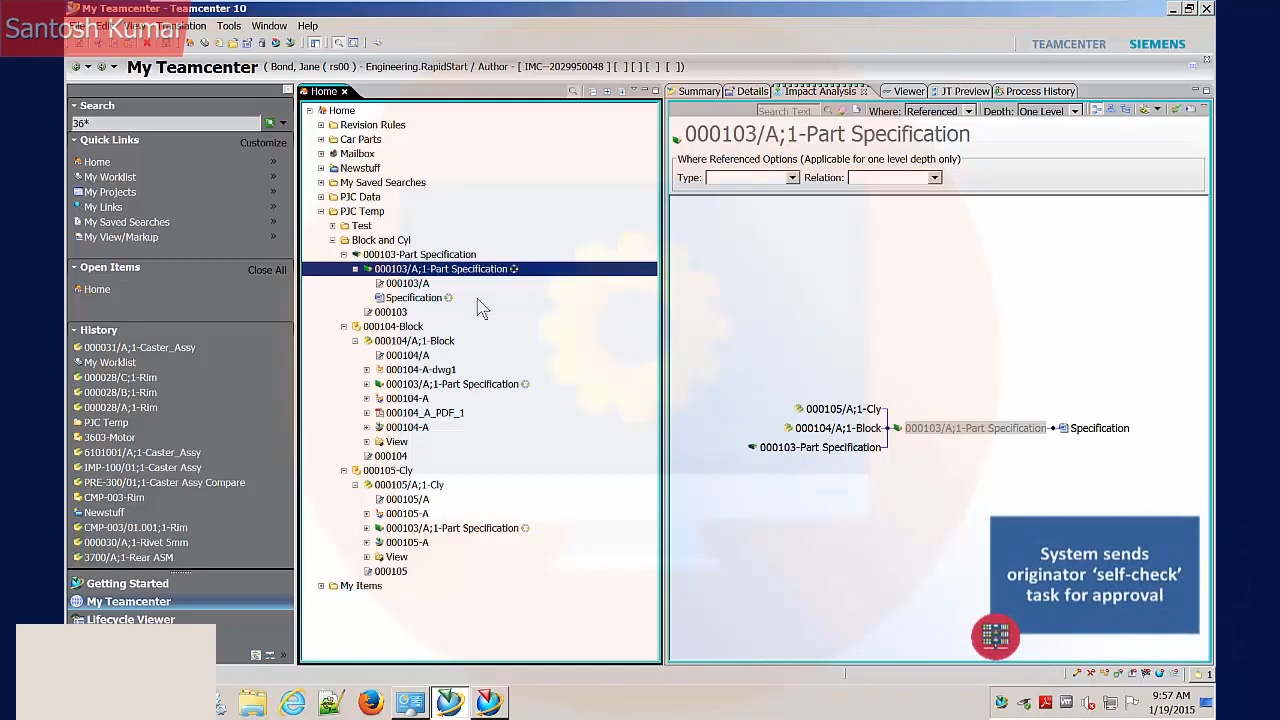 My Teamcenter - Teamcenter 10
Santosh Kumar
Translation Tools Window Help
TEAMCENTER SIEMENS
My Teamcenter ( Bond, Jane ( rs00 ) - Engineering.RapidStart / Author - [ IMC--2029950048 ] [ ] [ ] [ ] [ ] )
Search
36*
Quick Links Customize
Home »
My Worklist »
My Projects »
My Links »
My Saved Searches »
My View/Markup »
Open Items Close All
Home
History
000031/A;1-Caster_Assy
My Worklist
000028/C;1-Rim
000028/B;1-Rim
000028/A;1-Rim
PJC Temp
3603-Motor
6101001/A;1-Caster_Assy
IMP-100/01;1-Caster Assy
PRE-300/01;1-Caster Assy Compare
CMP-003-Rim
Newstuff
CMP-003/01.001;1-Rim
000030/A;1-Rivet 5mm
3700/A;1-Rear ASM
Getting Started
My Teamcenter
Lifecycle Viewer
Home
Home
Revision Rules
Car Parts
Mailbox
Newstuff
My Saved Searches
PJC Data
PJC Temp
Test
Block and Cyl
000103-Part Specification
000103/A;1-Part Specification
000103/A
Specification
000103
000104-Block
000104/A;1-Block
000104/A
000104-A-dwg1
000103/A;1-Part Specification
000104-A
000104_A_PDF_1
000104-A
View
000104
000105-Cly
000105/A;1-Cly
000105/A
000105-A
000103/A;1-Part Specification
000105-A
View
000105
My Items
Summary Details Impact Analysis Viewer JT Preview Process History
Search Text Where: Referenced Depth: One Level
000103/A;1-Part Specification
Where Referenced Options (Applicable for one level depth only)
Type: Relation:
000105/A;1-Cly
000104/A;1-Block
000103-Part Specification
000103/A;1-Part Specification
Specification
System sends
originator ‘self-check’
task for approval
1
9:57 AM
1/19/2015